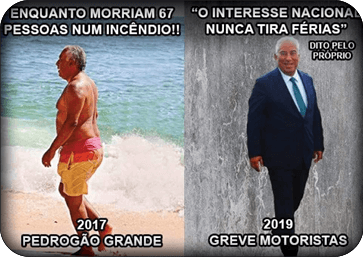 ENQUANTO MORRIAM 67
PESSOAS NUM INCÊNDIO!!
2017
PEDROGÃO GRANDE
"O INTERESSE NACIONAL
NUNCA TIRA FÉRIAS"
DITO PELO
PRÓPRIO
2019
GREVE MOTORISTAS